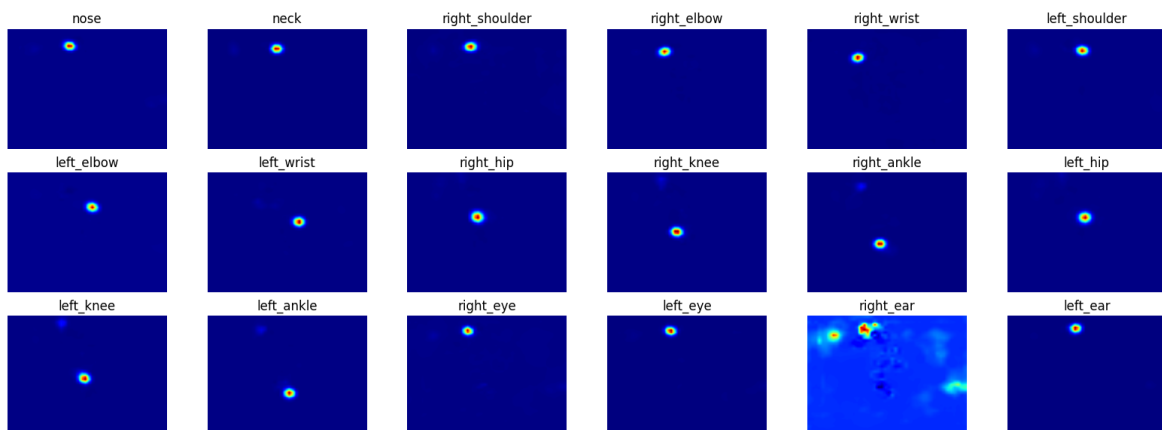 nose neck right_shoulder right_elbow right_wrist left_shoulder
left_elbow left_wrist right_hip right_knee right_ankle left_hip
left_knee left_ankle right_eye left_eye right_ear left_ear